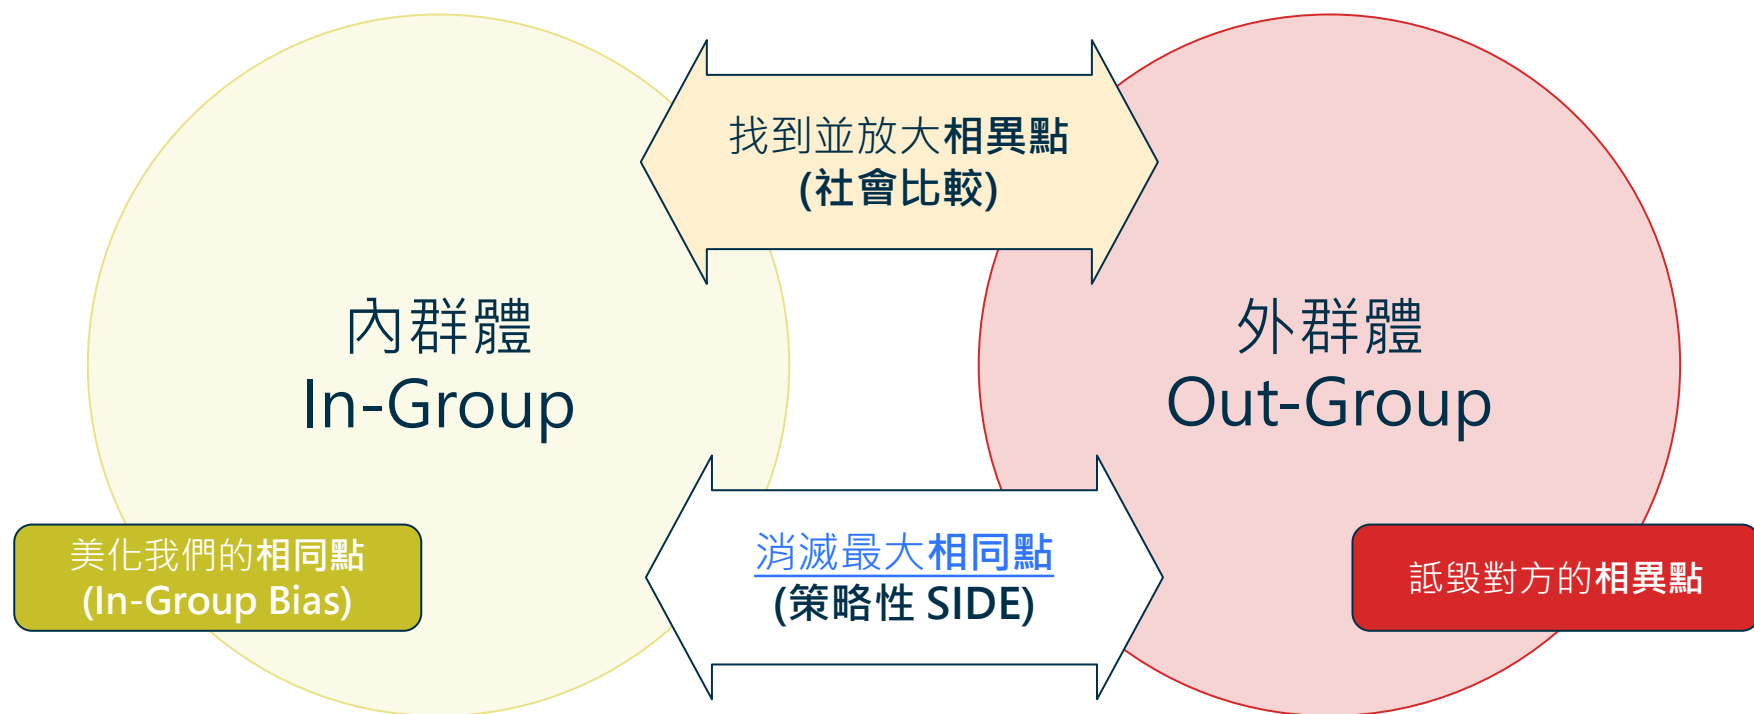 找到並放大相異點
(社會比較)
內群體
In-Group
外群體
Out-Group
美化我們的相同點
(In-Group Bias)
消滅最大相同點
(策略性 SIDE)
詆毀對方的相異點